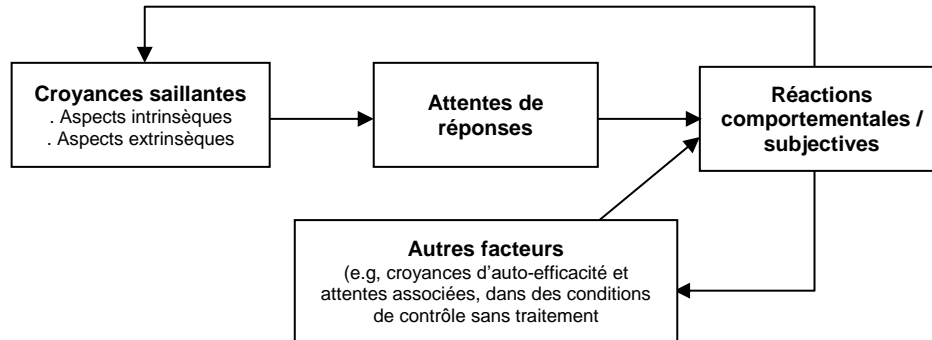 Croyances saillantes
. Aspects intrinsèques
. Aspects extrinsèques
Attentes de
réponses
Réactions
comportementales /
subjectives
Autres facteurs
(e.g, croyances d'auto-efficacité et
attentes associées, dans des conditions
de contrôle sans traitement